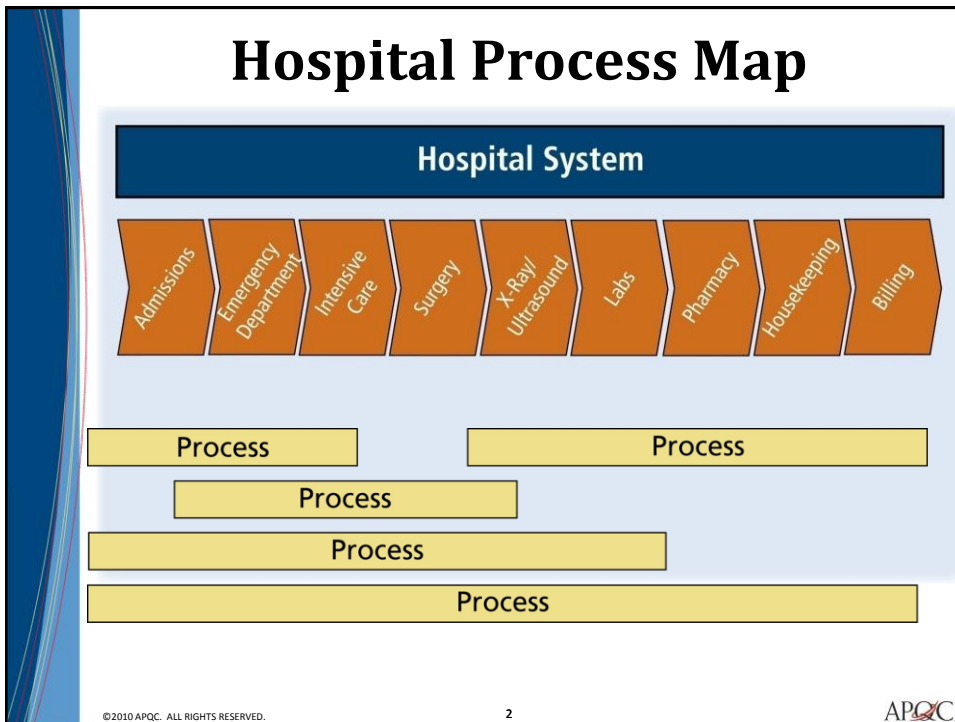 Hospital Process Map
Hospital System
Admissions
Emergency
Department
Intensive
Care
Surgery
X-Ray/
Ultrasound
Labs
Pharmacy
Housekeeping
Billing
Process
Process
Process
Process
Process
©2010 APQC. ALL RIGHTS RESERVED.
2
APQC